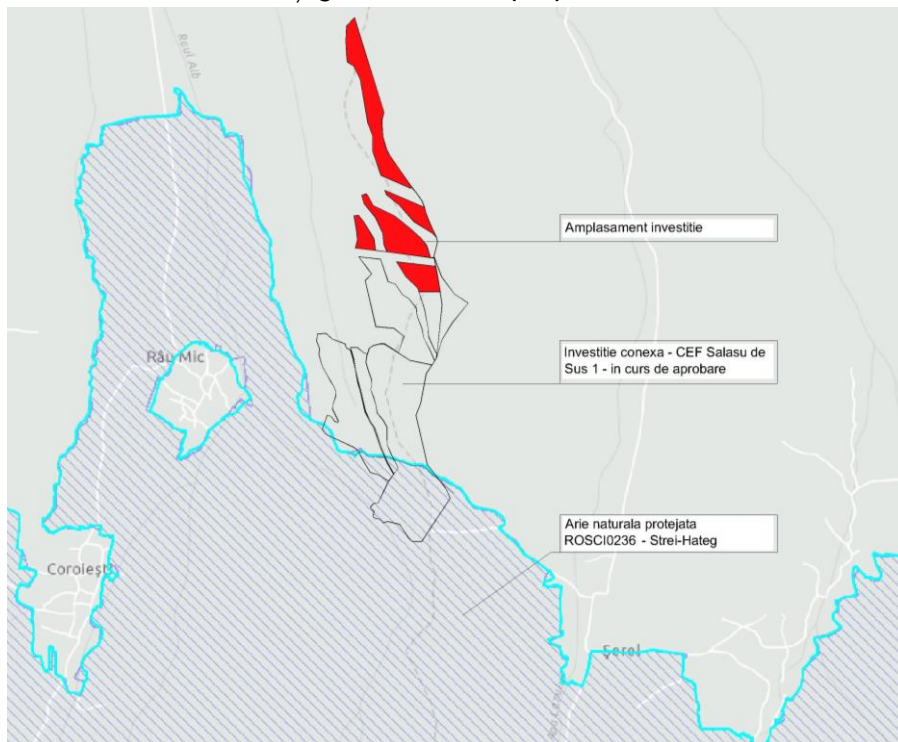 Raul Alb
Amplasament investitie
Investitie conexa - CEF Salasu de
Sus 1 - in curs de aprobare
Râu Mic
Arie naturala protejata
ROSCI0236 - Strei-Hateg
Coroiești
Șerel